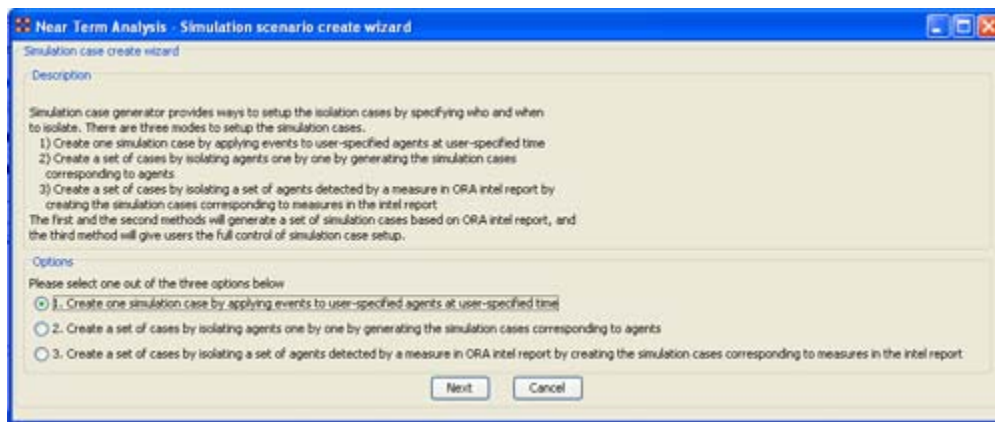 Near Term Analysis - Simulation scenario create wizard
Simulation case create wizard
Description
Simulation case generator provides ways to setup the isolation cases by specifying who and when
to isolate. There are three modes to setup the simulation cases.
1) Create one simulation case by applying events to user-specified agents at user-specified time
2) Create a set of cases by isolating agents one by one by generating the simulation cases
corresponding to agents
3) Create a set of cases by isolating a set of agents detected by a measure in ORA intel report by
creating the simulation cases corresponding to measures in the intel report
The first and the second methods will generate a set of simulation cases based on ORA intel report, and
the third method will give users the full control of simulation case setup.
Options
Please select one out of the three options below
1. Create one simulation case by applying events to user-specified agents at user-specified time
2. Create a set of cases by isolating agents one by one by generating the simulation cases corresponding to agents
3. Create a set of cases by isolating a set of agents detected by a measure in ORA intel report by creating the simulation cases corresponding to measures in the intel report
Next Cancel